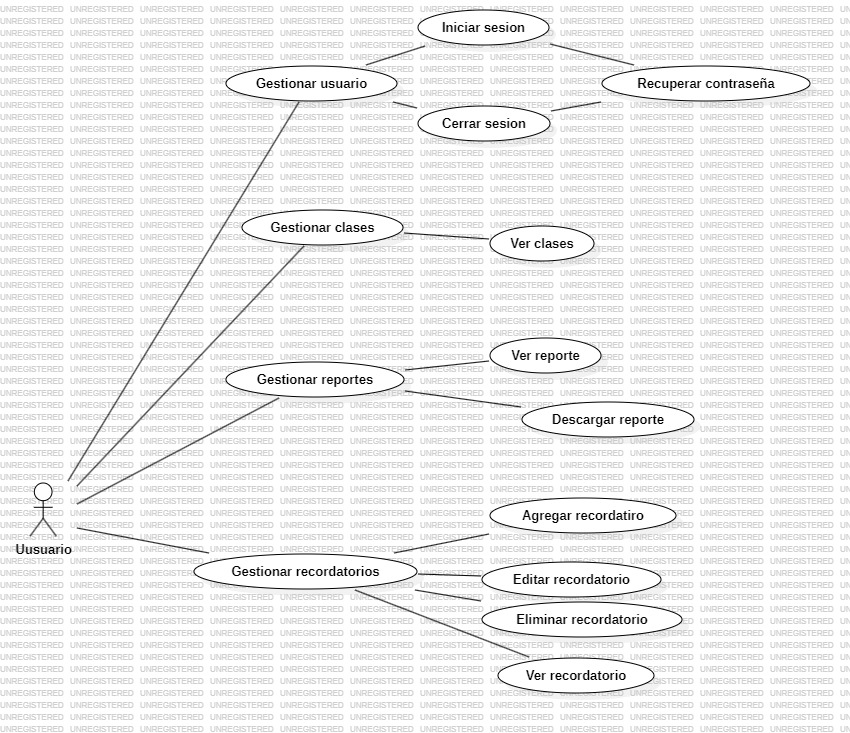 Iniciar sesion
Gestionar usuario
Recuperar contraseña
Cerrar sesion
Gestionar clases
Ver clases
Ver reporte
Gestionar reportes
Descargar reporte
Agregar recordatiro
Uusuario
Gestionar recordatorios
Editar recordatorio
Eliminar recordatorio
Ver recordatorio
UNREGISTERED